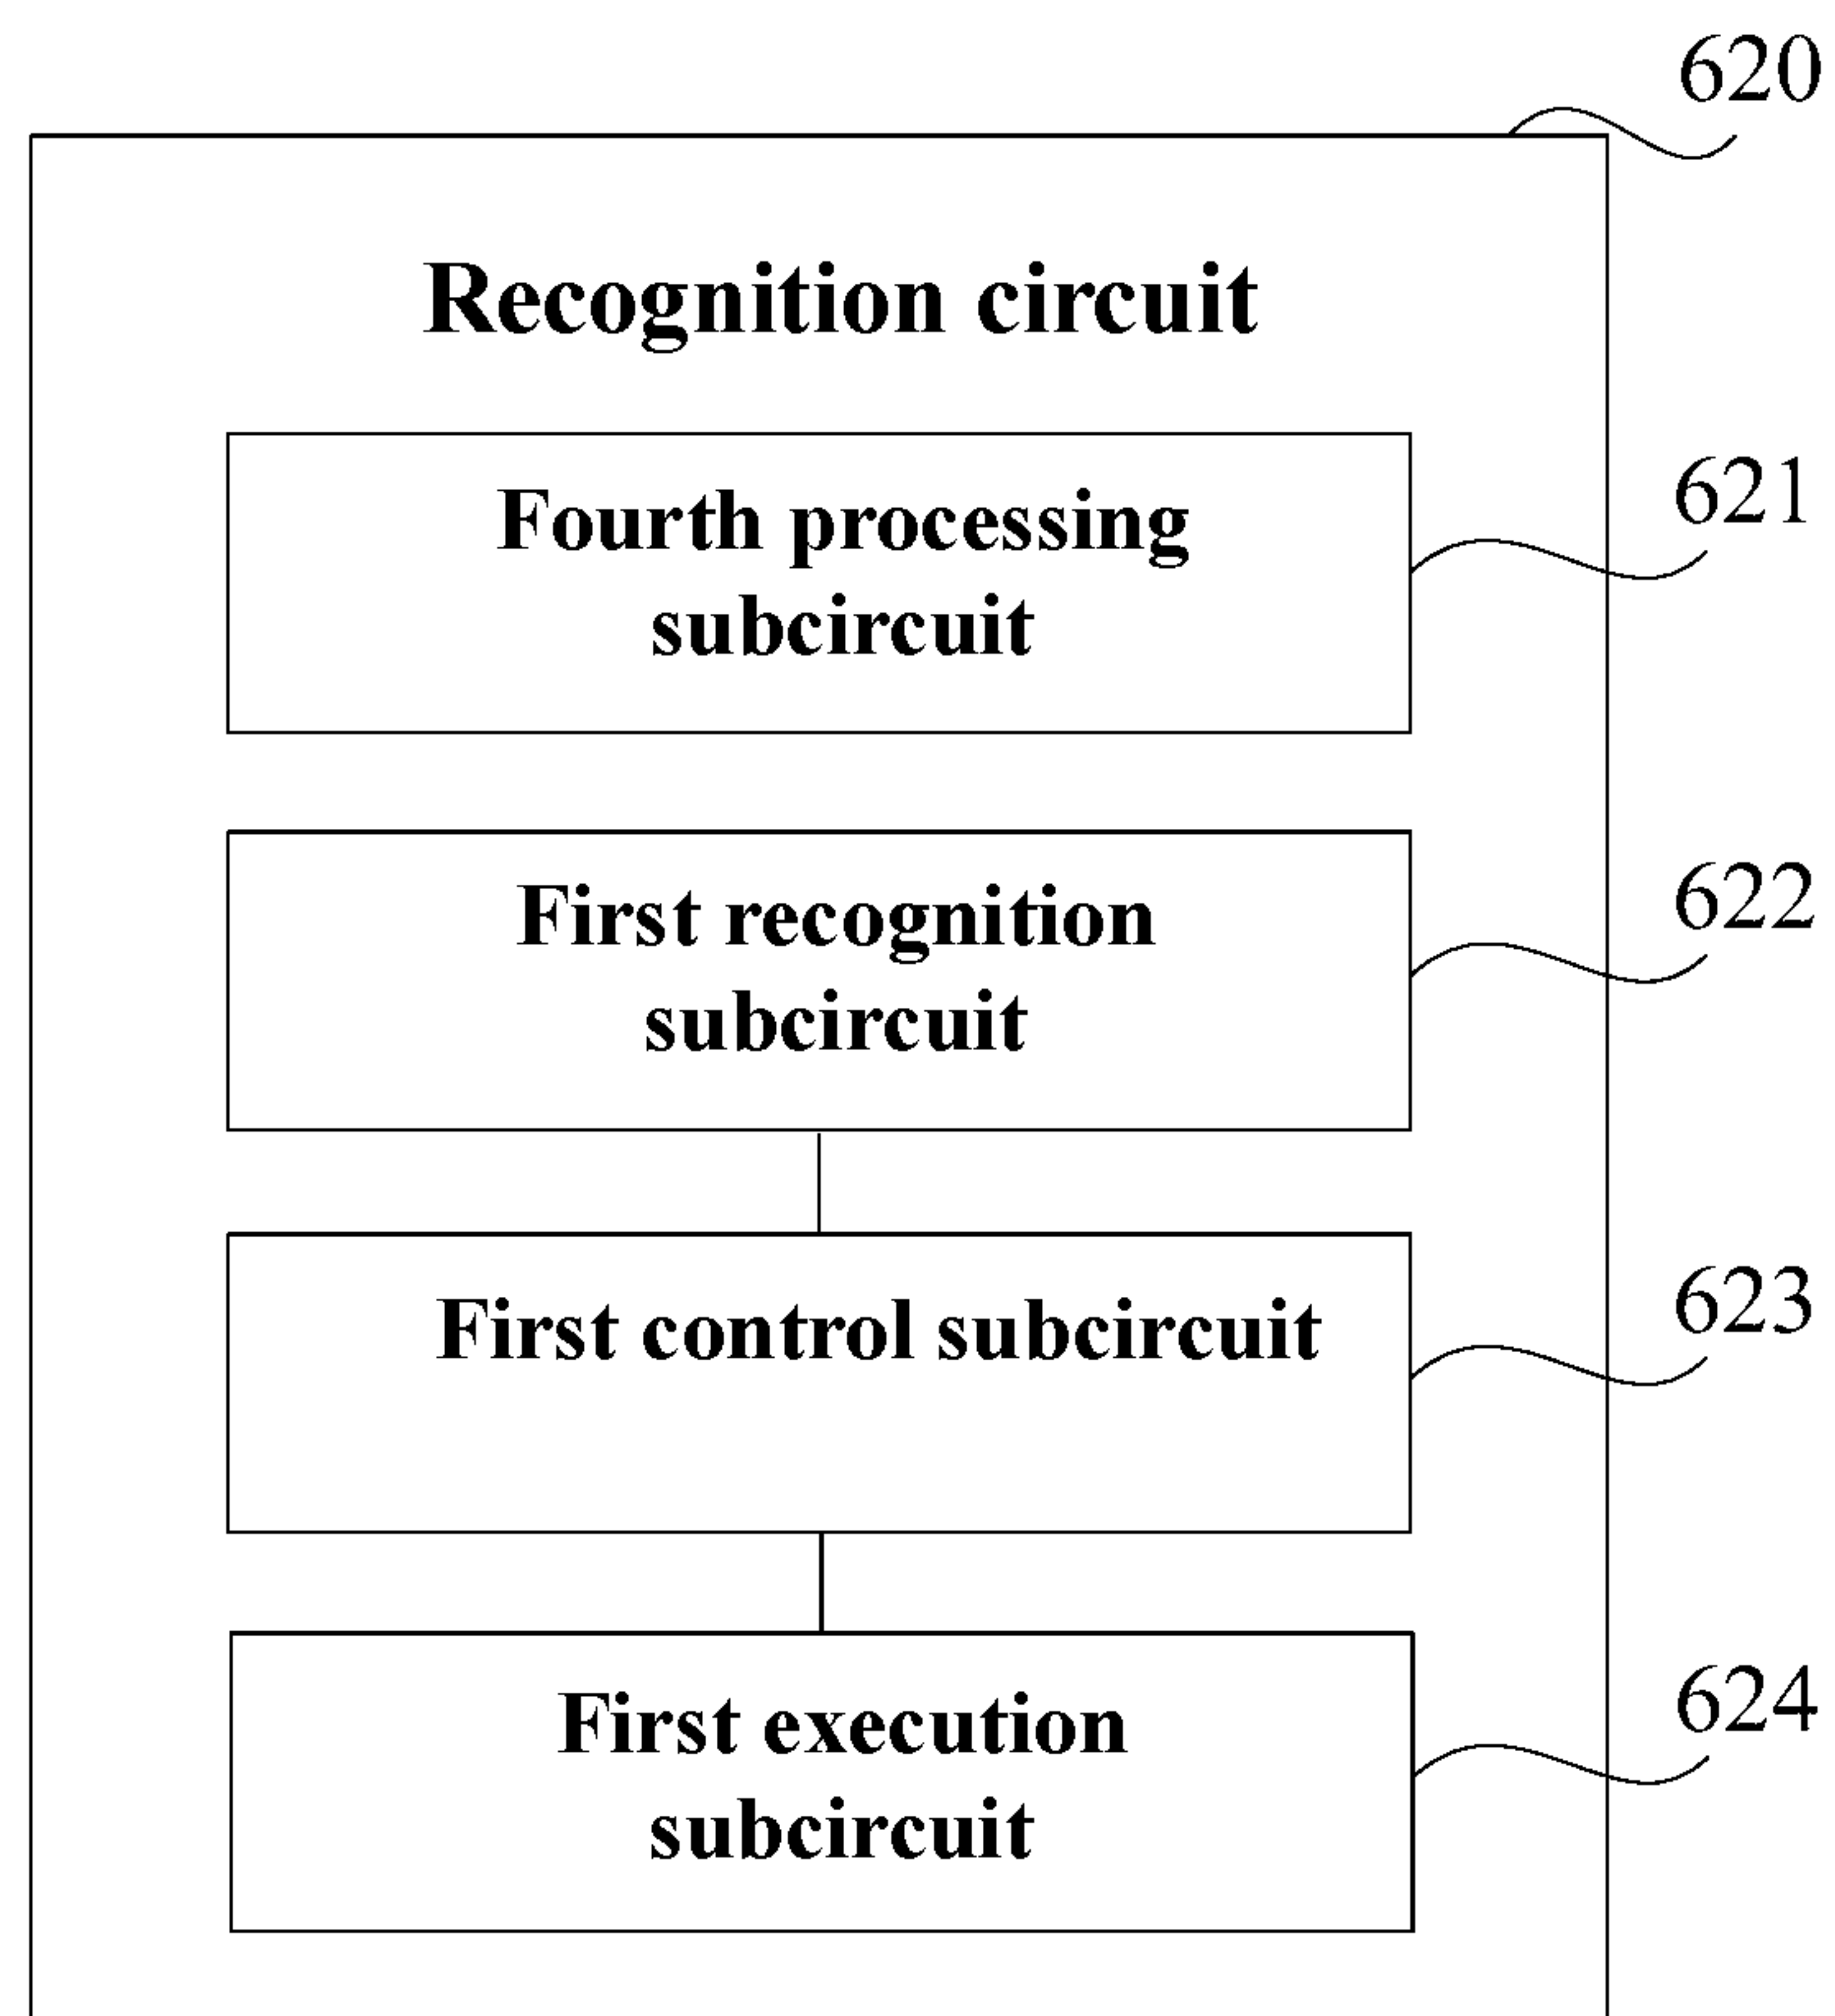 620
Recognition circuit
Fourth processing
subcircuit
621
First recognition
subcircuit
622
First control subcircuit
623
First execution
subcircuit
624